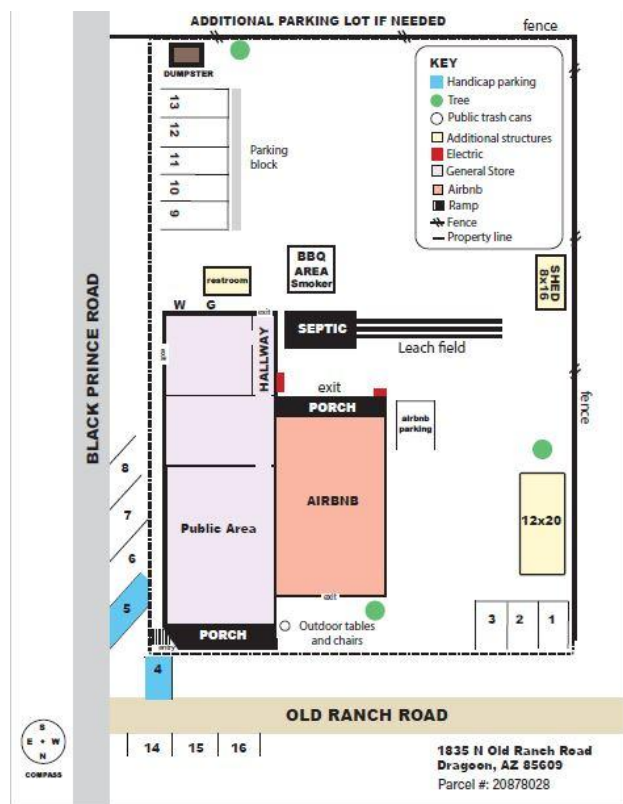 ADDITIONAL PARKING LOT IF NEEDED
fence
DUMPSTER
13
12
11
10
9
Parking
block
KEY
Handicap parking
Tree
Public trash cans
Additional structures
Electric
General Store
Airbnb
Ramp
Fence
Property line
BBQ
AREA
Smoker
restroom
SHED
8x16
W G
exit
exit
HALLWAY
SEPTIC
Leach field
exit
PORCH
airbnb
parking
fence
BLACK PRINCE ROAD
8
7
6
5
Public Area
AIRBNB
12x20
exit
3 2 1
PORCH
Outdoor tables
and chairs
entry
4
OLD RANCH ROAD
S
E + W
N
COMPASS
14 15 16
1835 N Old Ranch Road
Dragoon, AZ 85609
Parcel #: 20878028